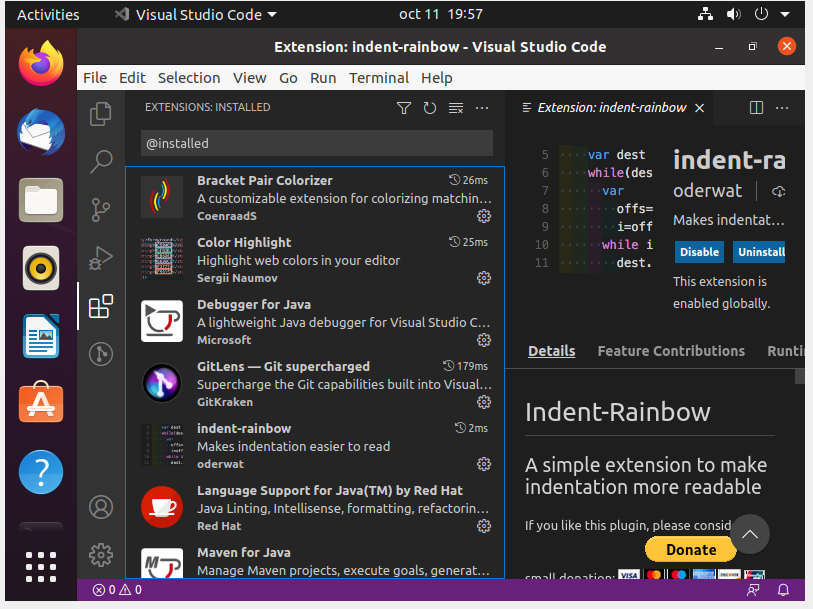 Activities
Visual Studio Code
oct 11 19:57
Extension: indent-rainbow - Visual Studio Code
File Edit Selection View Go Run Terminal Help
EXTENSIONS: INSTALLED
@installed
Bracket Pair Colorizer
26ms
A customizable extension for colorizing matchin...
CoenraadS
Color Highlight
25ms
Highlight web colors in your editor
Sergii Naumov
Debugger for Java
A lightweight Java debugger for Visual Studio C...
Microsoft
GitLens — Git supercharged
179ms
Supercharge the Git capabilities built into Visual...
GitKraken
indent-rainbow
2ms
Makes indentation easier to read
oderwat
Language Support for Java(TM) by Red Hat
Java Linting, Intellisense, formatting, refactorin...
Red Hat
Maven for Java
Manage Maven projects, execute goals, generat...
Extension: indent-rainbow
5 var dest
6 while(des
7 var
8 offs=
9 i=off
10 while i
11 dest.
indent-ra
oderwat
Makes indentat...
Disable Uninstall
This extension is
enabled globally.
Details Feature Contributions Runti
Indent-Rainbow
A simple extension to make
indentation more readable
If you like this plugin, please consid
Donate
small donation:
VISA
0 0